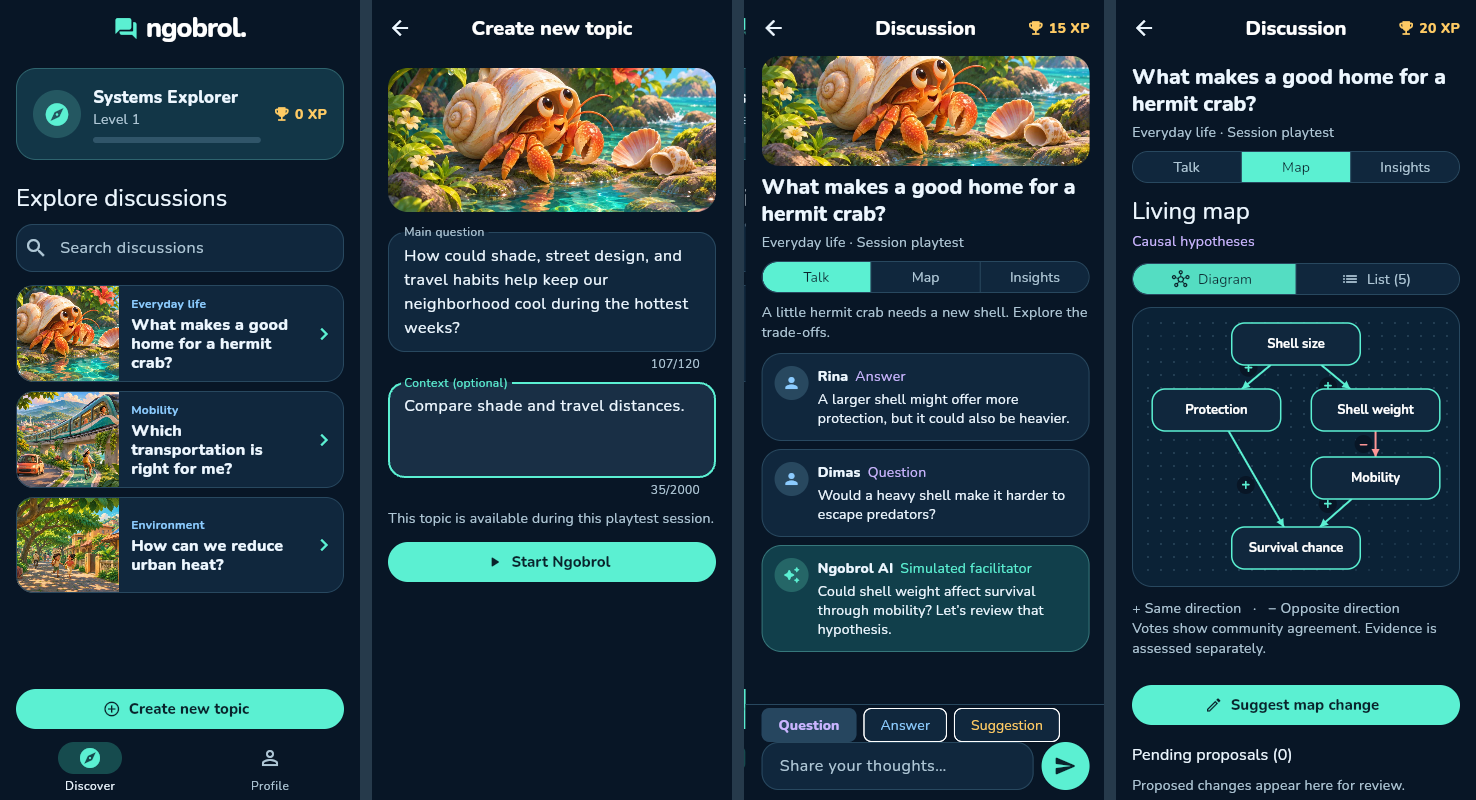 ngobrol.
Systems Explorer
Level 1
0 XP
Explore discussions
Search discussions
Everyday life
What makes a good
home for a hermit
crab?
Mobility
Which
transportation is
right for me?
Environment
How can we reduce
urban heat?
Create new topic
Discover
Profile
Create new topic
Main question
How could shade, street design, and
travel habits help keep our
neighborhood cool during the hottest
weeks?
107/120
Context (optional)
Compare shade and travel distances.
35/2000
This topic is available during this playtest session.
Start Ngobrol
Discussion
15 XP
What makes a good home for a
hermit crab?
Everyday life · Session playtest
Talk
Map
Insights
A little hermit crab needs a new shell. Explore the
trade-offs.
Rina Answer
A larger shell might offer more
protection, but it could also be heavier.
Dimas Question
Would a heavy shell make it harder to
escape predators?
Ngobrol AI Simulated facilitator
Could shell weight affect survival
through mobility? Let's review that
hypothesis.
Question
Answer
Suggestion
Share your thoughts...
Discussion
20 XP
What makes a good home for a
hermit crab?
Everyday life · Session playtest
Talk
Map
Insights
Living map
Causal hypotheses
Diagram
List (5)
Shell size
+
+
Protection
Shell weight
−
Mobility
+
+
Survival chance
+ Same direction · − Opposite direction
Votes show community agreement. Evidence is
assessed separately.
Suggest map change
Pending proposals (0)
Proposed changes appear here for review.